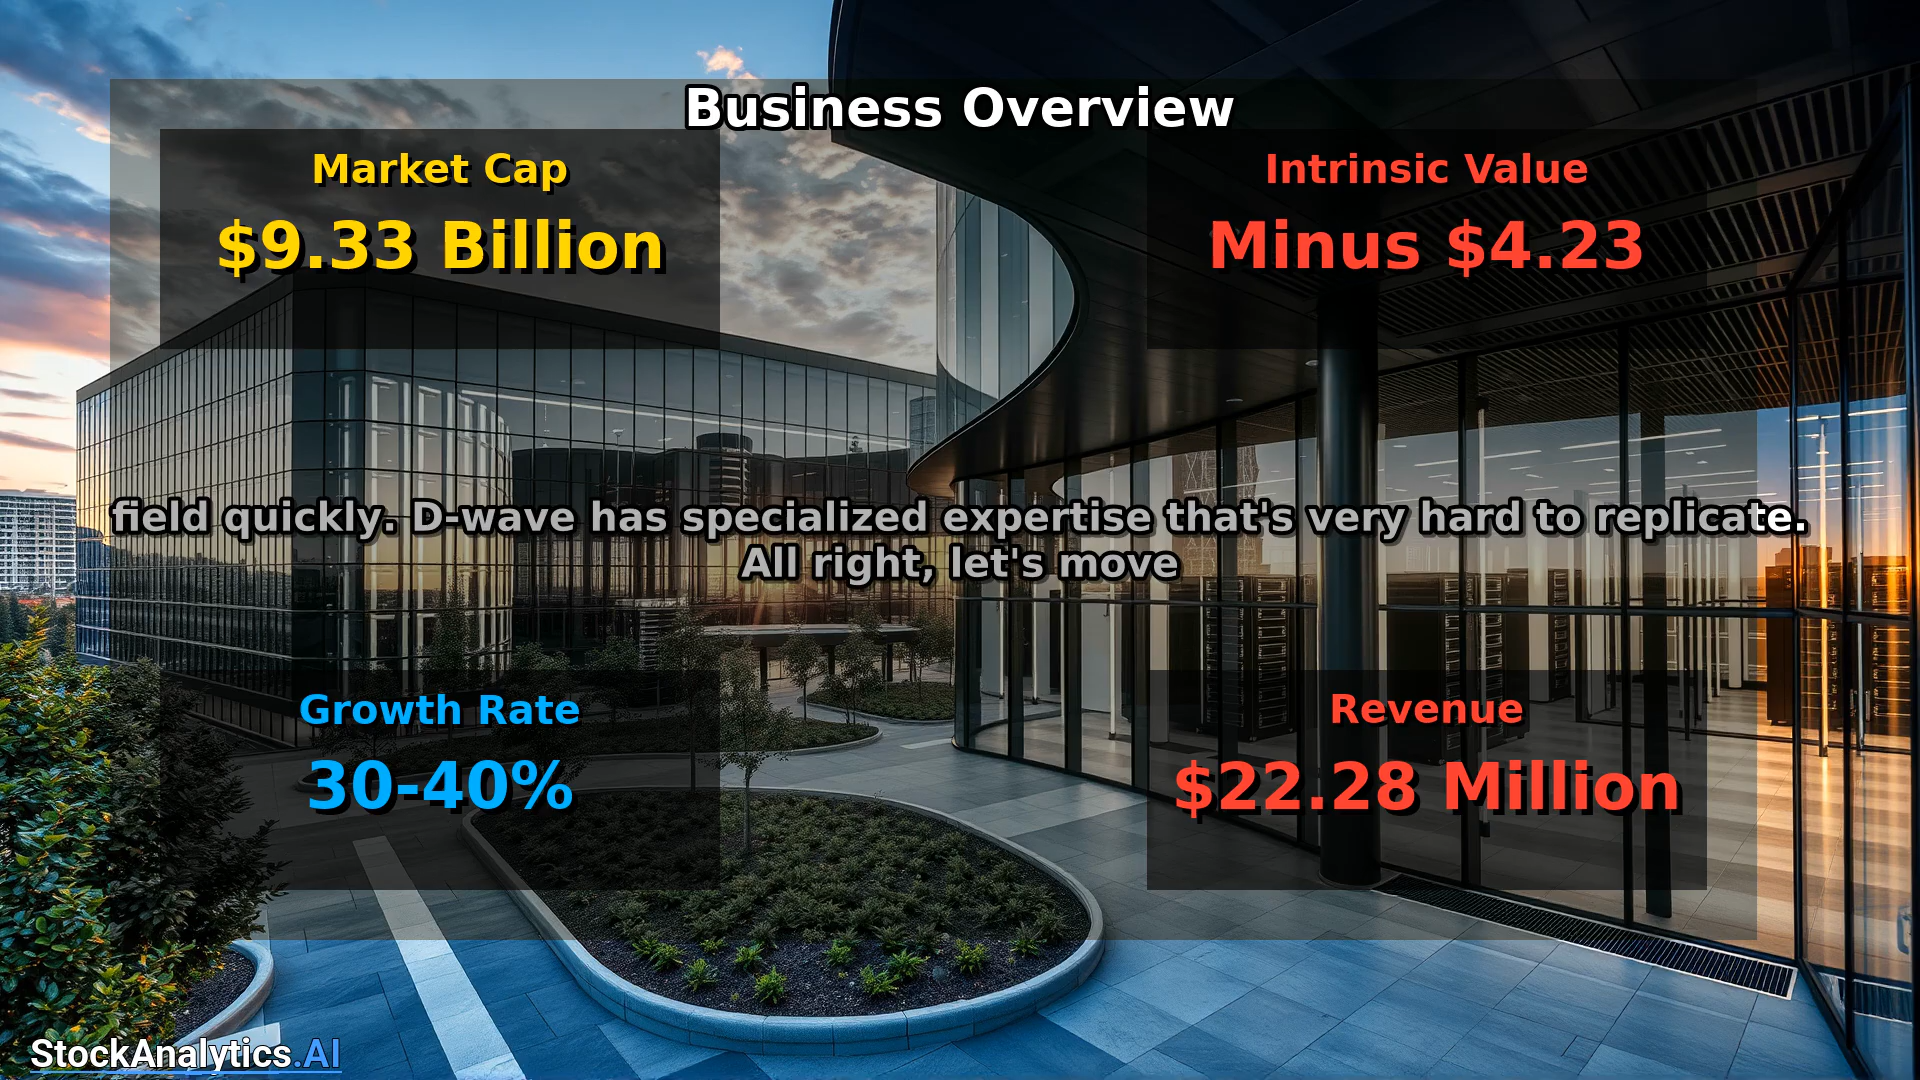 Business Overview
Market Cap
$9.33 Billion
Intrinsic Value
Minus $4.23
field quickly. D-wave has specialized expertise that's very hard to replicate.
All right, let's move
Growth Rate
30-40%
Revenue
$22.28 Million
StockAnalytics.AI